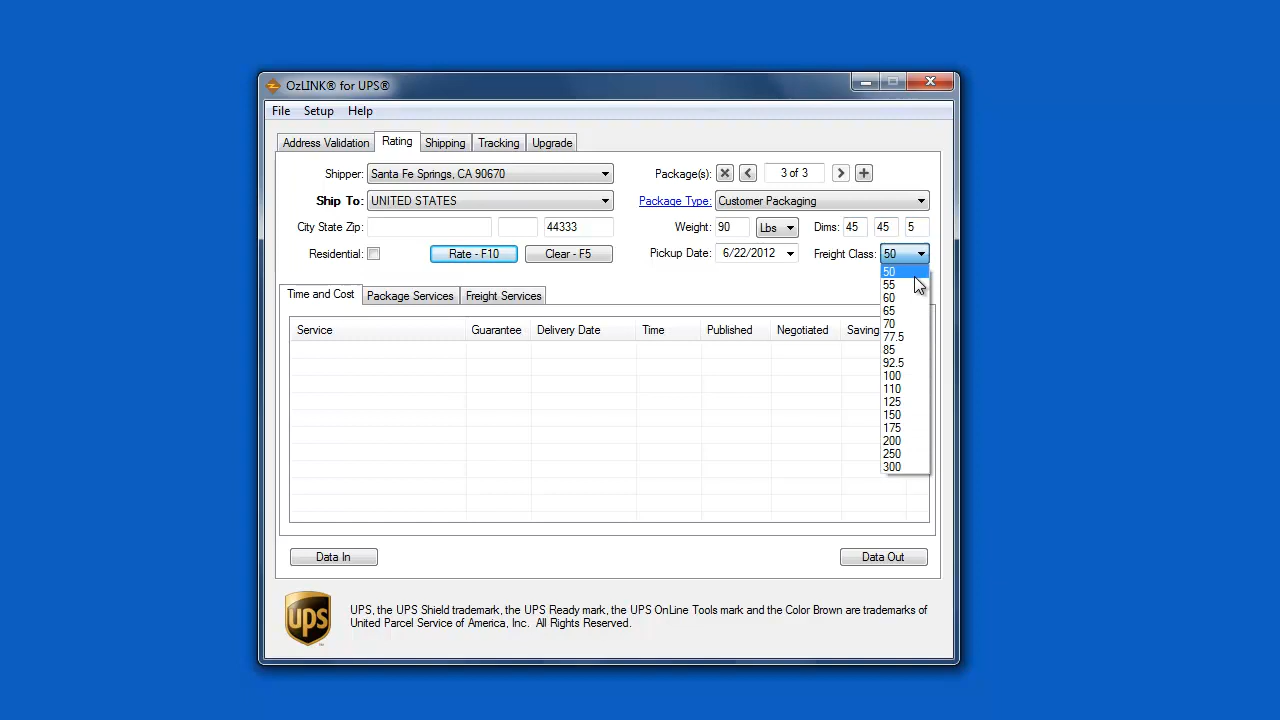 OzLINK® for UPS®
File Setup Help
Address Validation Rating Shipping Tracking Upgrade
Shipper: Santa Fe Springs, CA 90670 Package(s): 3 of 3
Ship To: UNITED STATES Package Type: Customer Packaging
City State Zip: 44333 Weight: 90 Lbs Dims: 45 45 5
Residential: Rate - F10 Clear - F5 Pickup Date: 6/22/2012 Freight Class: 50
50
55
60
65
70
77.5
85
92.5
100
110
125
150
175
200
250
300
Time and Cost Package Services Freight Services
Service Guarantee Delivery Date Time Published Negotiated Saving
Data In Data Out
ups
UPS, the UPS Shield trademark, the UPS Ready mark, the UPS OnLine Tools mark and the Color Brown are trademarks of
United Parcel Service of America, Inc. All Rights Reserved.